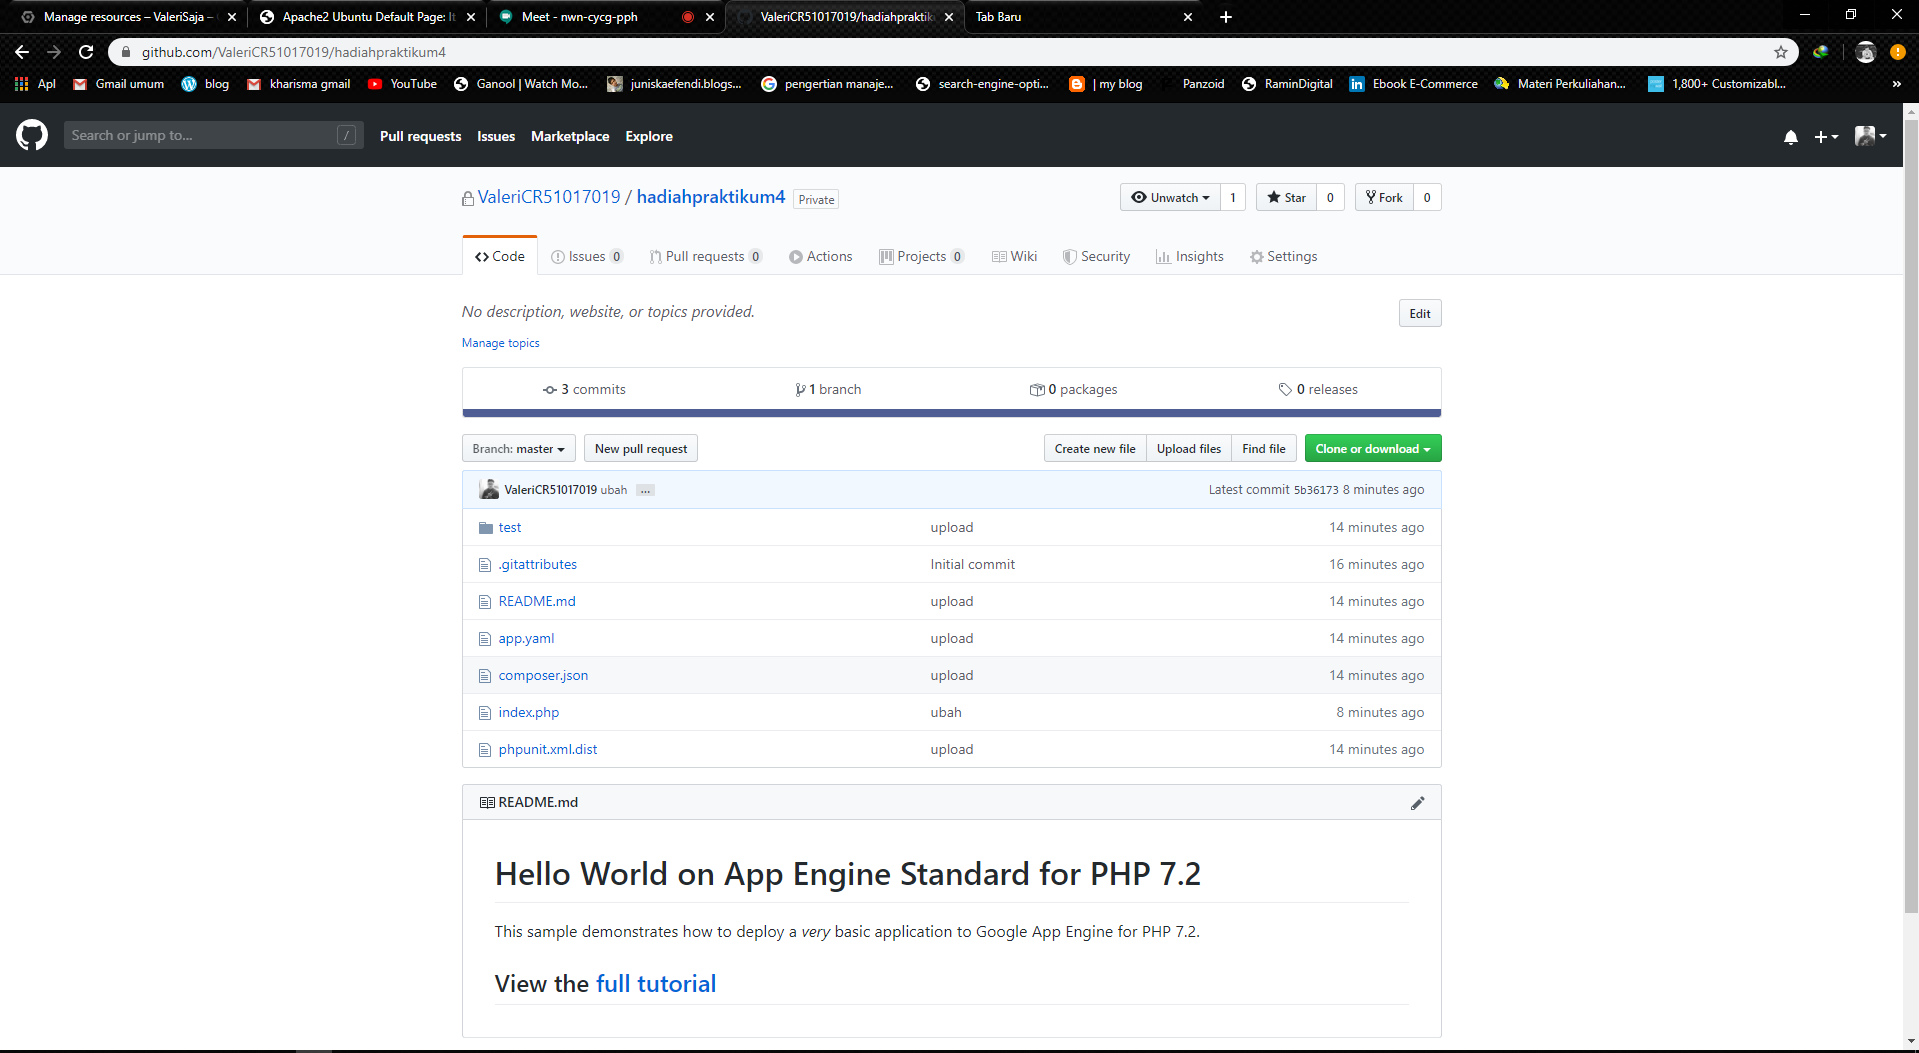 Manage resources – ValeriSaja –
Apache2 Ubuntu Default Page: It
Meet - nwn-cycg-pph
ValeriCR51017019/hadiahpraktik
Tab Baru
github.com/ValeriCR51017019/hadiahpraktikum4
Apl
Gmail umum
blog
kharisma gmail
YouTube
Ganool | Watch Mo...
juniskaefendi.blogs...
pengertian manaje...
search-engine-opti...
| my blog
Panzoid
RaminDigital
Ebook E-Commerce
Materi Perkuliahan...
1,800+ Customizabl...
»
Search or jump to... /
Pull requests Issues Marketplace Explore
ValeriCR51017019 / hadiahpraktikum4 Private
Unwatch 1 Star 0 Fork 0
Code Issues 0 Pull requests 0 Actions Projects 0 Wiki Security Insights Settings
No description, website, or topics provided. Edit
Manage topics
3 commits 1 branch 0 packages 0 releases
Branch: master New pull request Create new file Upload files Find file Clone or download
ValeriCR51017019 ubah ... Latest commit 5b36173 8 minutes ago
test upload 14 minutes ago
.gitattributes Initial commit 16 minutes ago
README.md upload 14 minutes ago
app.yaml upload 14 minutes ago
composer.json upload 14 minutes ago
index.php ubah 8 minutes ago
phpunit.xml.dist upload 14 minutes ago
README.md
Hello World on App Engine Standard for PHP 7.2
This sample demonstrates how to deploy a very basic application to Google App Engine for PHP 7.2.
View the full tutorial